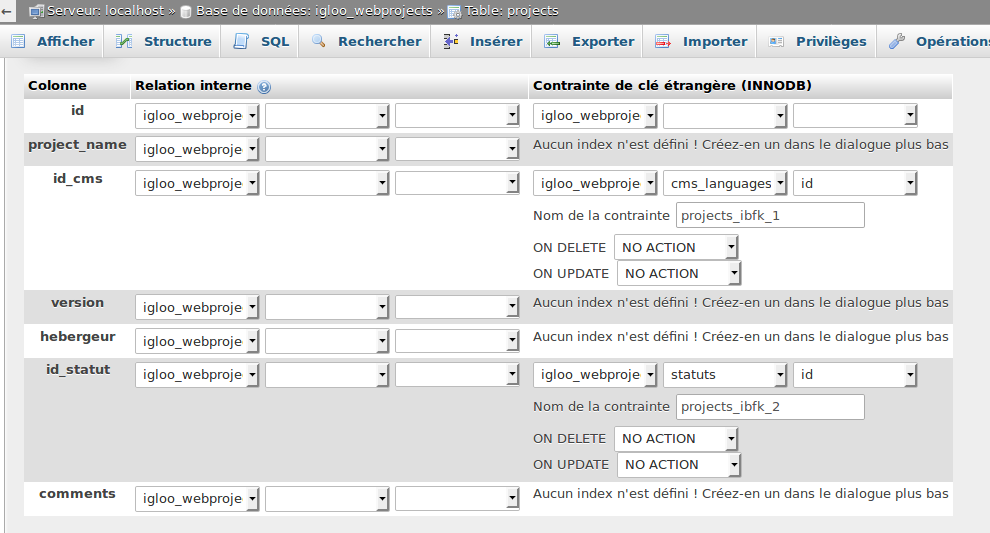 ← Serveur: localhost » Base de données: igloo_webprojects » Table: projects
Afficher Structure SQL Rechercher Insérer Exporter Importer Privilèges Opérations
Colonne Relation interne Contrainte de clé étrangère (INNODB)
id igloo_webproje igloo_webproje
project_name igloo_webproje Aucun index n'est défini ! Créez-en un dans le dialogue plus bas
id_cms igloo_webproje igloo_webproje cms_languages id
Nom de la contrainte projects_ibfk_1
ON DELETE NO ACTION
ON UPDATE NO ACTION
version igloo_webproje Aucun index n'est défini ! Créez-en un dans le dialogue plus bas
hebergeur igloo_webproje Aucun index n'est défini ! Créez-en un dans le dialogue plus bas
id_statut igloo_webproje igloo_webproje statuts id
Nom de la contrainte projects_ibfk_2
ON DELETE NO ACTION
ON UPDATE NO ACTION
comments igloo_webproje Aucun index n'est défini ! Créez-en un dans le dialogue plus bas